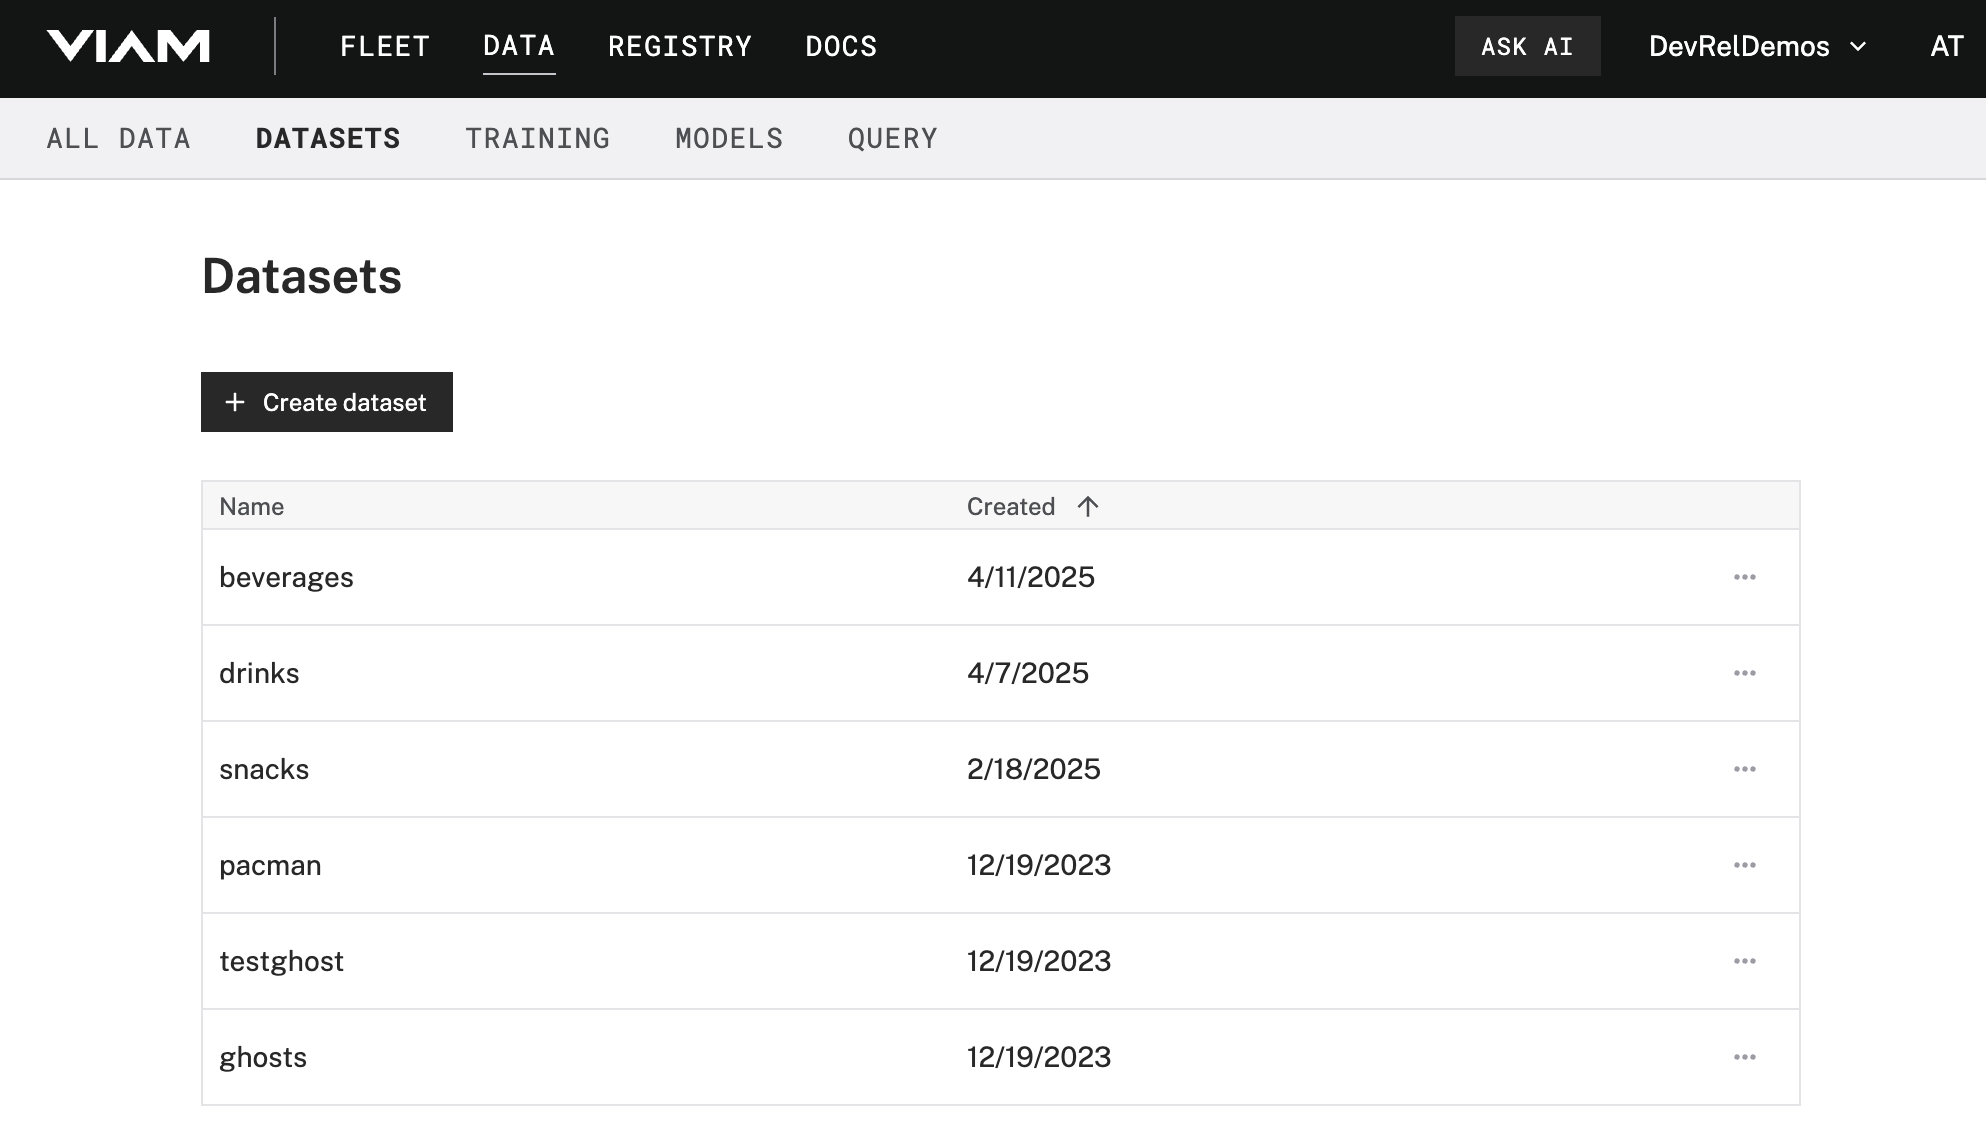 VIAM FLEET DATA REGISTRY DOCS ASK AI DevRelDemos AT
ALL DATA DATASETS TRAINING MODELS QUERY
Datasets
+ Create dataset
Name Created ↑
beverages 4/11/2025 •••
drinks 4/7/2025 •••
snacks 2/18/2025 •••
pacman 12/19/2023 •••
testghost 12/19/2023 •••
ghosts 12/19/2023 •••